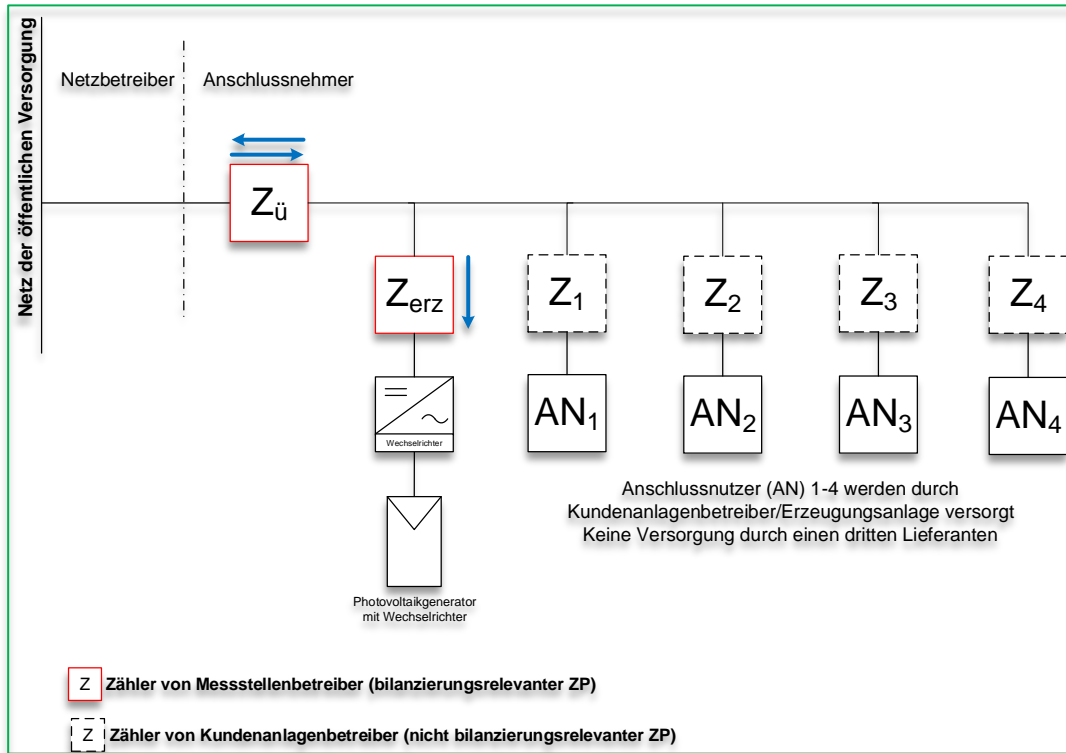 Netz der öffentlichen Versorgung
Netzbetreiber
Anschlussnehmer
Zü
Zerz
Z1
Z2
Z3
Z4
Wechselrichter
AN1
AN2
AN3
AN4
Anschlussnutzer (AN) 1-4 werden durch
Kundenanlagenbetreiber/Erzeugungsanlage versorgt
Keine Versorgung durch einen dritten Lieferanten
Photovoltaikgenerator
mit Wechselrichter
Z Zähler von Messstellenbetreiber (bilanzierungsrelevanter ZP)
Z Zähler von Kundenanlagenbetreiber (nicht bilanzierungsrelevanter ZP)